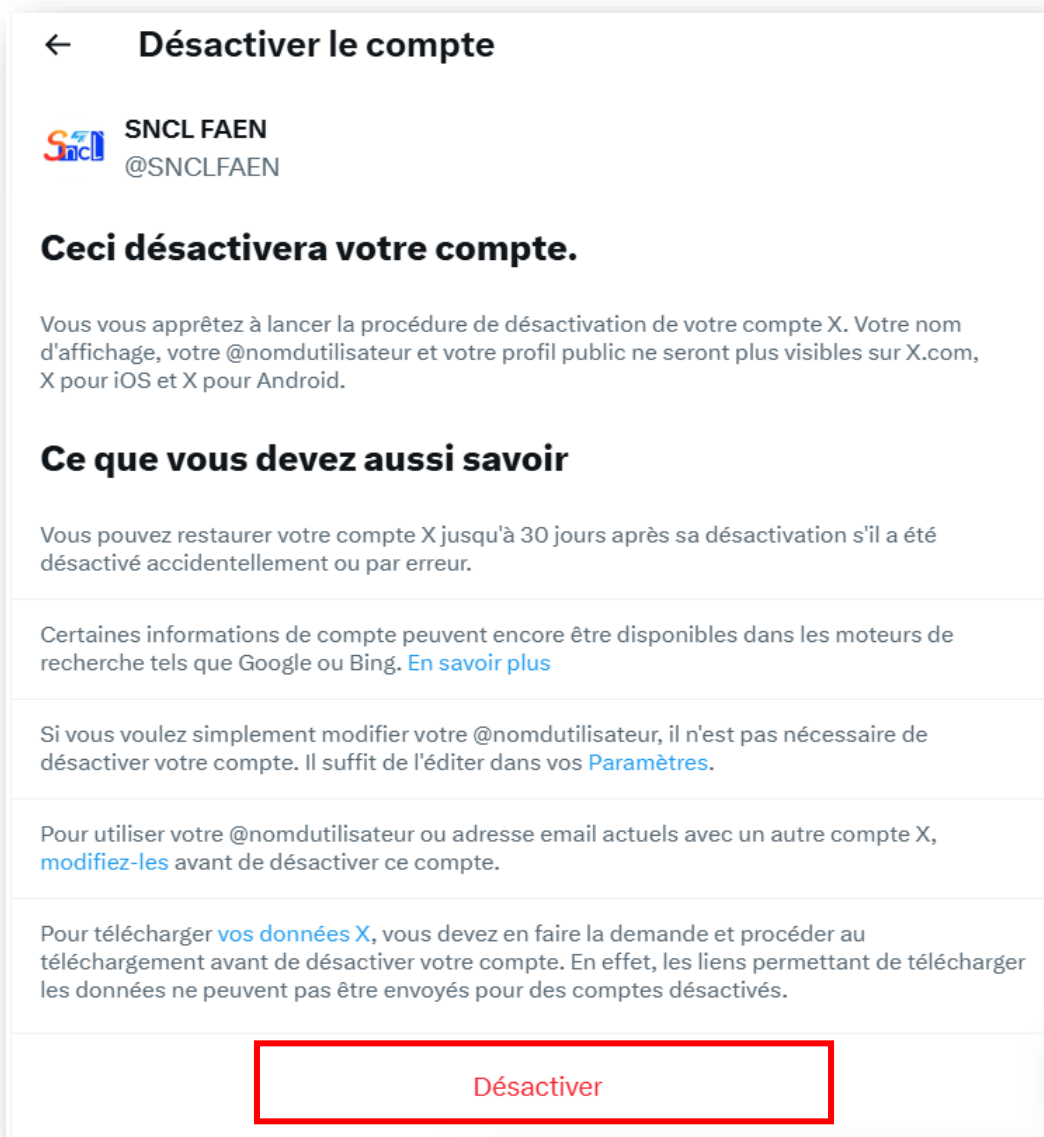 Désactiver le compte
Sncl
SNCL FAEN
@SNCLFAEN
Ceci désactivera votre compte.
Vous vous apprêtez à lancer la procédure de désactivation de votre compte X. Votre nom
d'affichage, votre @nomdutilisateur et votre profil public ne seront plus visibles sur X.com,
X pour iOS et X pour Android.
Ce que vous devez aussi savoir
Vous pouvez restaurer votre compte X jusqu'à 30 jours après sa désactivation s'il a été
désactivé accidentellement ou par erreur.
Certaines informations de compte peuvent encore être disponibles dans les moteurs de
recherche tels que Google ou Bing. En savoir plus
Si vous voulez simplement modifier votre @nomdutilisateur, il n'est pas nécessaire de
désactiver votre compte. Il suffit de l'éditer dans vos Paramètres.
Pour utiliser votre @nomdutilisateur ou adresse email actuels avec un autre compte X,
modifiez-les avant de désactiver ce compte.
Pour télécharger vos données X, vous devez en faire la demande et procéder au
téléchargement avant de désactiver votre compte. En effet, les liens permettant de télécharger
les données ne peuvent pas être envoyés pour des comptes désactivés.
Désactiver